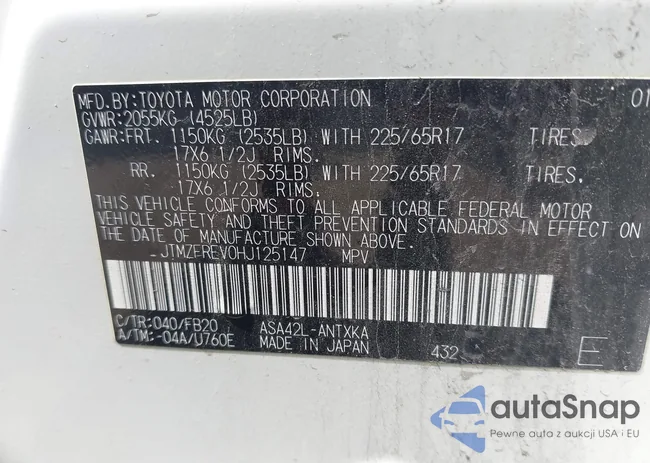 MFD.BY:TOYOTA MOTOR CORPORATION 01
GVWR:2055KG (4525LB)
GAWR:FRT. 1150KG (2535LB) WITH 225/65R17 TIRES.
17X6 1/2J RIMS.
RR. 1150KG (2535LB) WITH 225/65R17 TIRES.
17X6 1/2J RIMS.
THIS VEHICLE CONFORMS TO ALL APPLICABLE FEDERAL MOTOR
VEHICLE SAFETY AND THEFT PREVENTION STANDARDS IN EFFECT ON
THE DATE OF MANUFACTURE SHOWN ABOVE.
JTMZFREV0HJ125147 MPV
C/TR:040/FB20 ASA42L-ANTXKA
A/TM:-04A/U760E MADE IN JAPAN 432 E
autoSnap
Pewne auta z aukcji USA i EU